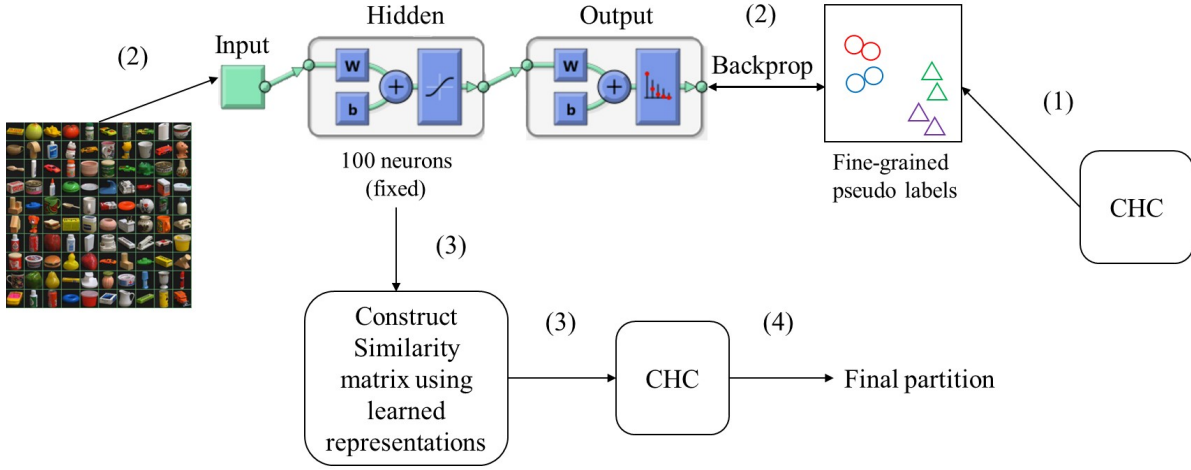 Hidden
Output
(2)
Input
(2)
W
b
+
W
b
+
Backprop
(1)
100 neurons
(fixed)
Fine-grained
pseudo labels
CHC
(3)
Construct
Similarity
matrix using
learned
representations
(3)
CHC
(4)
Final partition